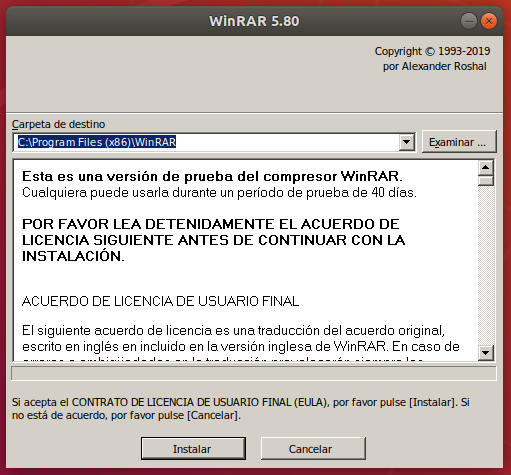 WinRAR 5.80
Copyright © 1993-2019
por Alexander Roshal
Carpeta de destino
C:\Program Files (x86)\WinRAR
Examinar ...
Esta es una versión de prueba del compresor WinRAR.
Cualquiera puede usarla durante un período de prueba de 40 días.
POR FAVOR LEA DETENIDAMENTE EL ACUERDO DE
LICENCIA SIGUIENTE ANTES DE CONTINUAR CON LA
INSTALACIÓN.
ACUERDO DE LICENCIA DE USUARIO FINAL
El siguiente acuerdo de licencia es una traducción del acuerdo original,
escrito en inglés en incluido en la versión inglesa de WinRAR. En caso de
Si acepta el CONTRATO DE LICENCIA DE USUARIO FINAL (EULA), por favor pulse [Instalar]. Si
no está de acuerdo, por favor pulse [Cancelar].
Instalar
Cancelar